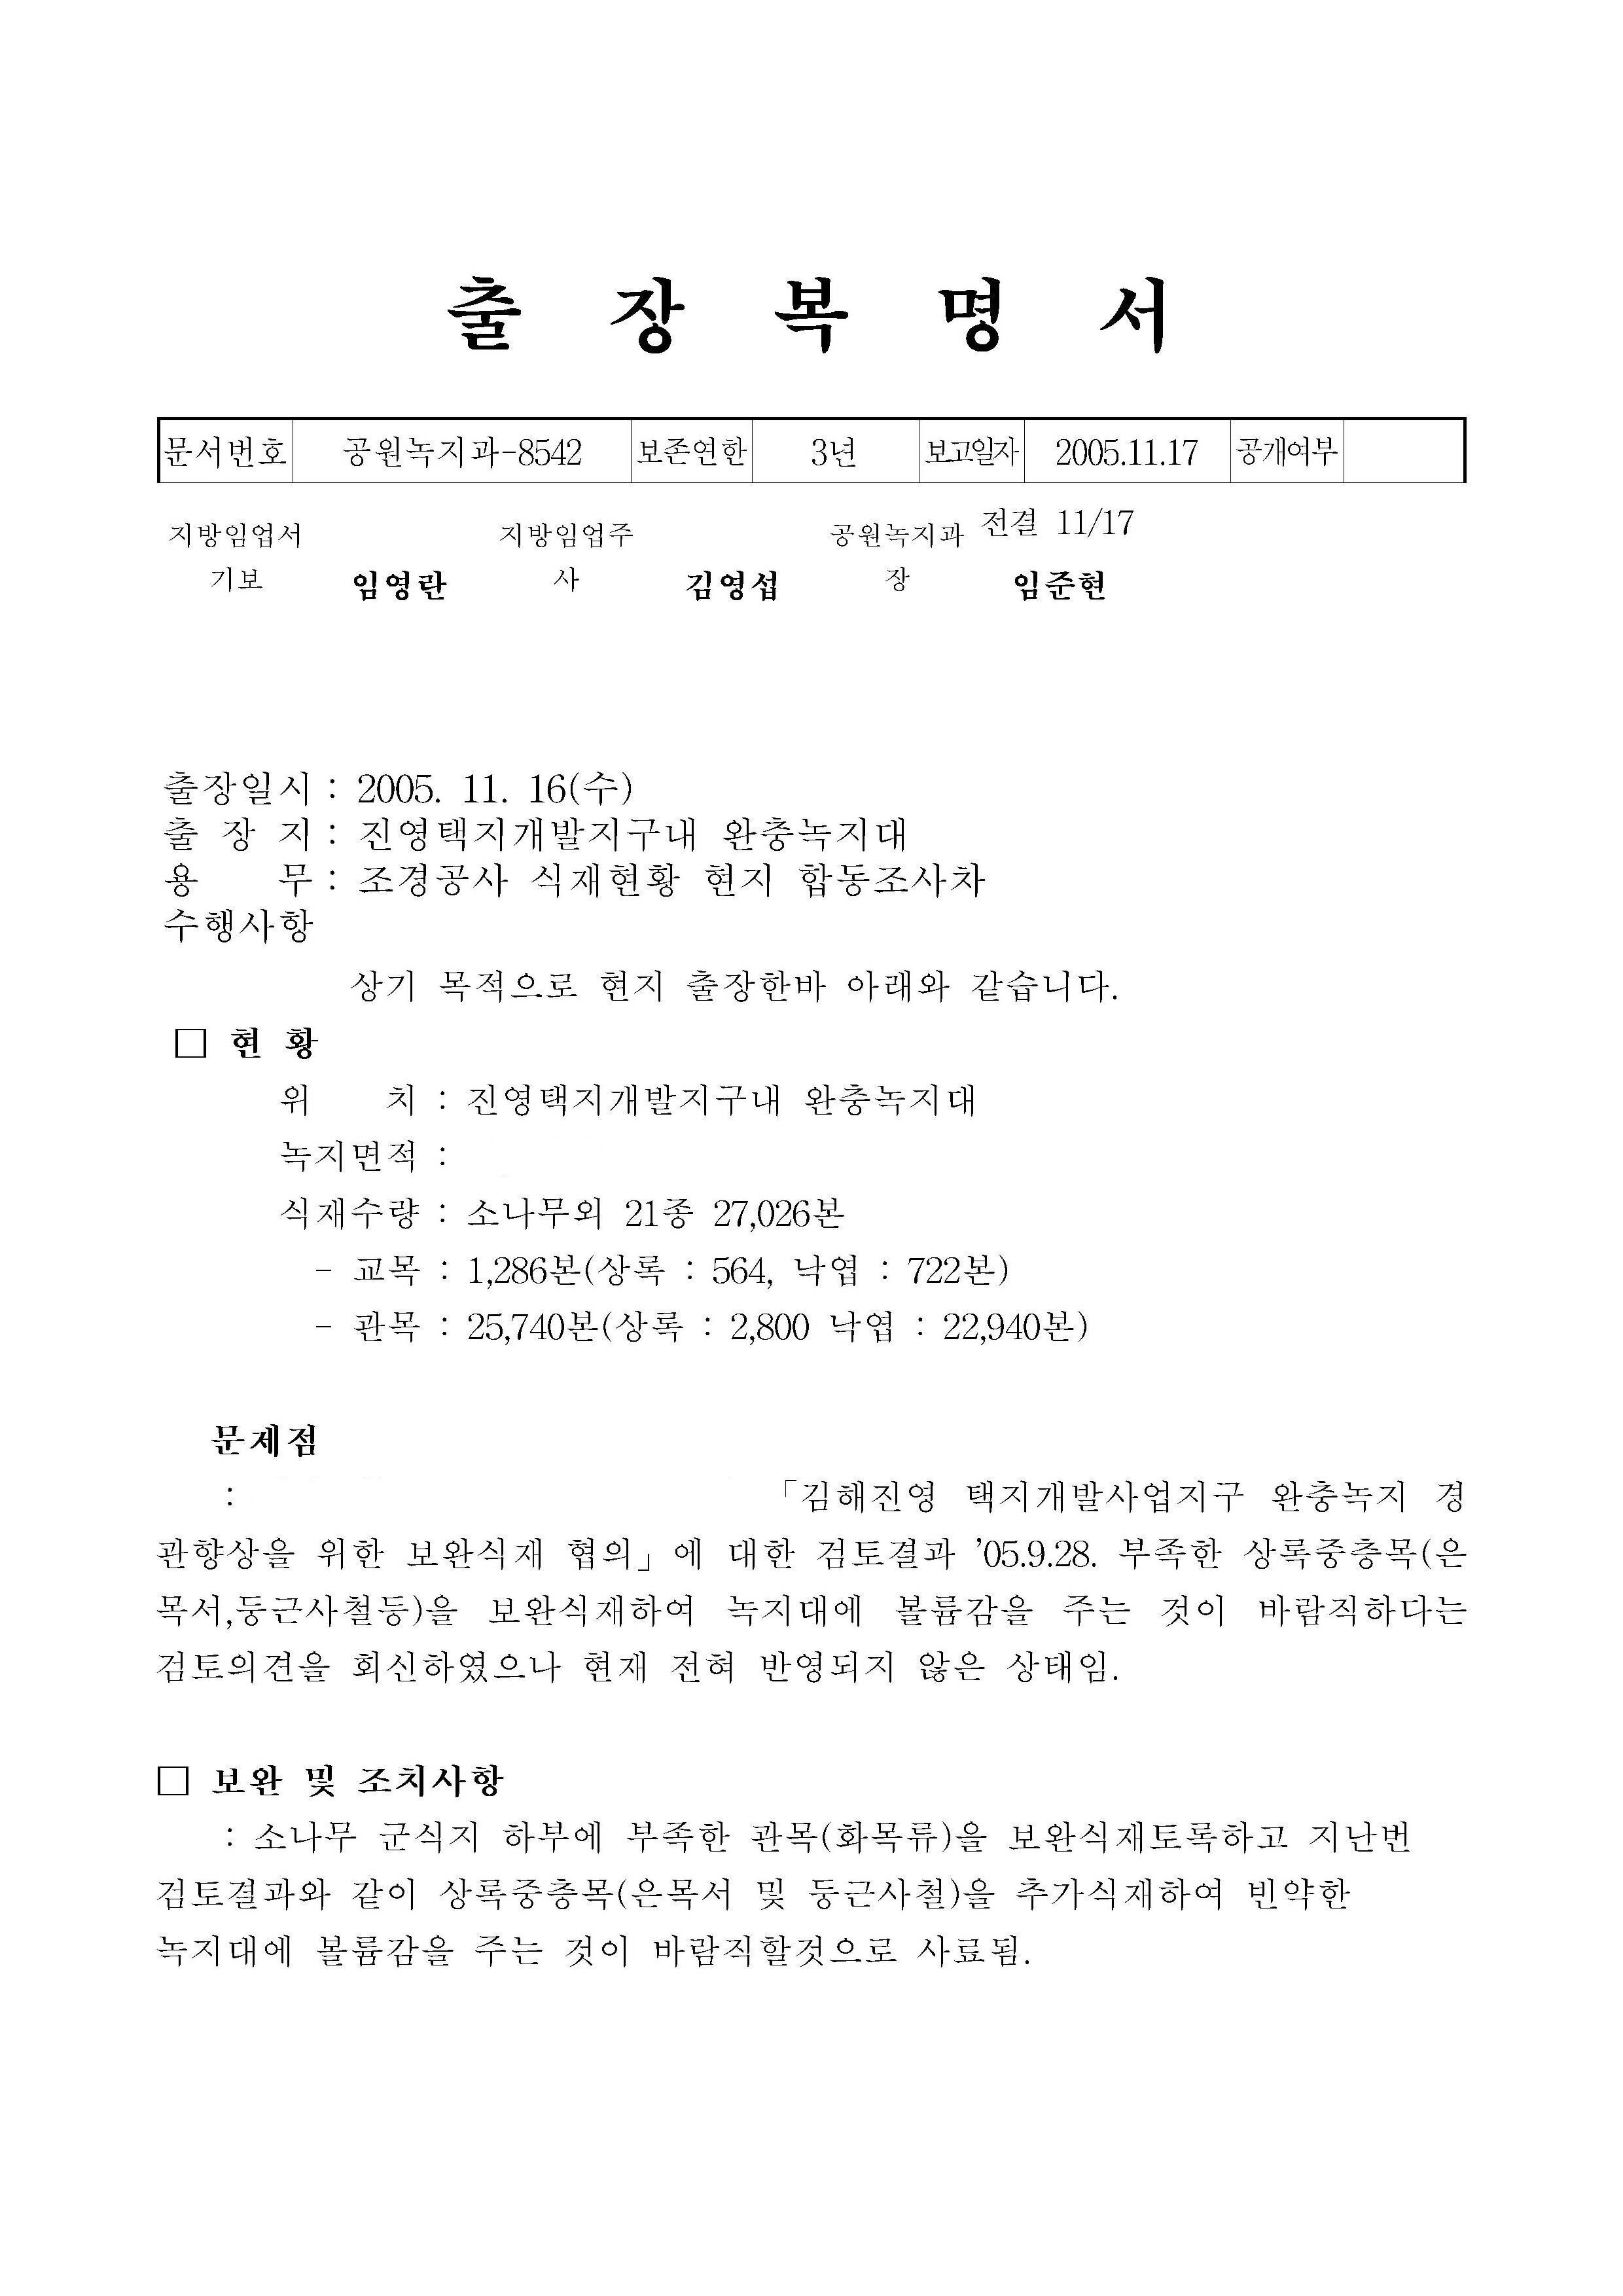 출 장 복 명 서
문서번호 공원녹지과-8542 보존연한 3년 보고일자 2005.11.17 공개여부
지방임업서 지방임업주 공원녹지과 전결 11/17
기보 임영란 사 김영섭 장 임준현
출장일시 : 2005. 11. 16(수)
출 장 지 : 진영택지개발지구내 완충녹지대
용 무 : 조경공사 식재현황 현지 합동조사차
수행사항
상기 목적으로 현지 출장한바 아래와 같습니다.
□ 현 황
위 치 : 진영택지개발지구내 완충녹지대
녹지면적 :
식재수량 : 소나무외 21종 27,026본
- 교목 : 1,286본(상록 : 564, 낙엽 : 722본)
- 관목 : 25,740본(상록 : 2,800 낙엽 : 22,940본)
문제점
: 「김해진영 택지개발사업지구 완충녹지 경
관향상을 위한 보완식재 협의」에 대한 검토결과 ’05.9.28. 부족한 상록중층목(은
목서,둥근사철등)을 보완식재하여 녹지대에 볼륨감을 주는 것이 바람직하다는
검토의견을 회신하였으나 현재 전혀 반영되지 않은 상태임.
□ 보완 및 조치사항
: 소나무 군식지 하부에 부족한 관목(화목류)을 보완식재토록하고 지난번
검토결과와 같이 상록중층목(은목서 및 둥근사철)을 추가식재하여 빈약한
녹지대에 볼륨감을 주는 것이 바람직할것으로 사료됨.